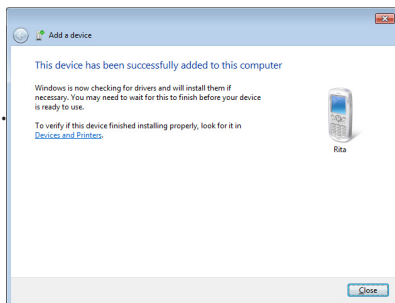 Add a device
This device has been successfully added to this computer
Windows is now checking for drivers and will install them if
necessary. You may need to wait for this to finish before your device
is ready to use.
To verify if this device finished installing properly, look for it in
Devices and Printers.
Rita
Close